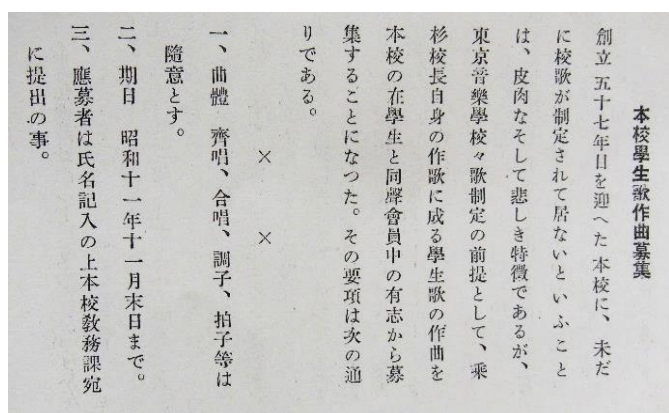 本校學生歌作曲募集
創立 五十七年目を迎へた 本校に、未だ
に校歌が制定されて居ないといふこと
は、皮肉なそして悲しき特徴であるが、
東京音樂學校々歌制定の前提として、乘
杉校長自身の作歌に成る學生歌の作曲を
本校の在學生と同聲會員中の有志から募
集することになつた。その要項は次の通
りである。
× ×
一、曲體 齊唱、合唱、調子、拍子等は
隨意とす。
二、期日 昭和十一年十一月末日まで。
三、應募者は氏名記入の上本校敎務課宛
に提出の事。